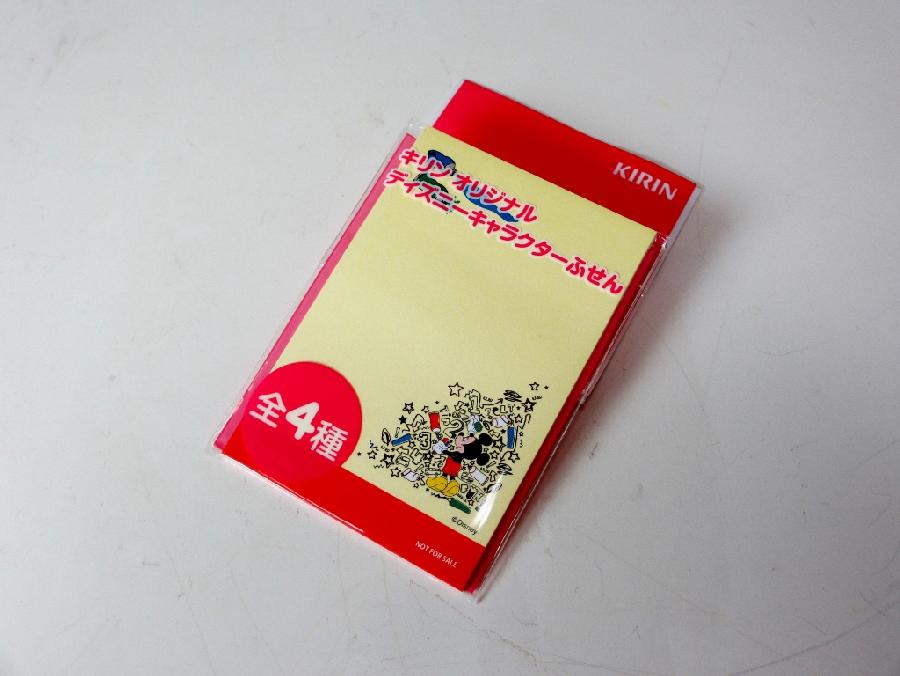 KIRIN
キリン オリジナル
ディズニーキャラクターふせん
全4種
©Disney
NOT FOR SALE